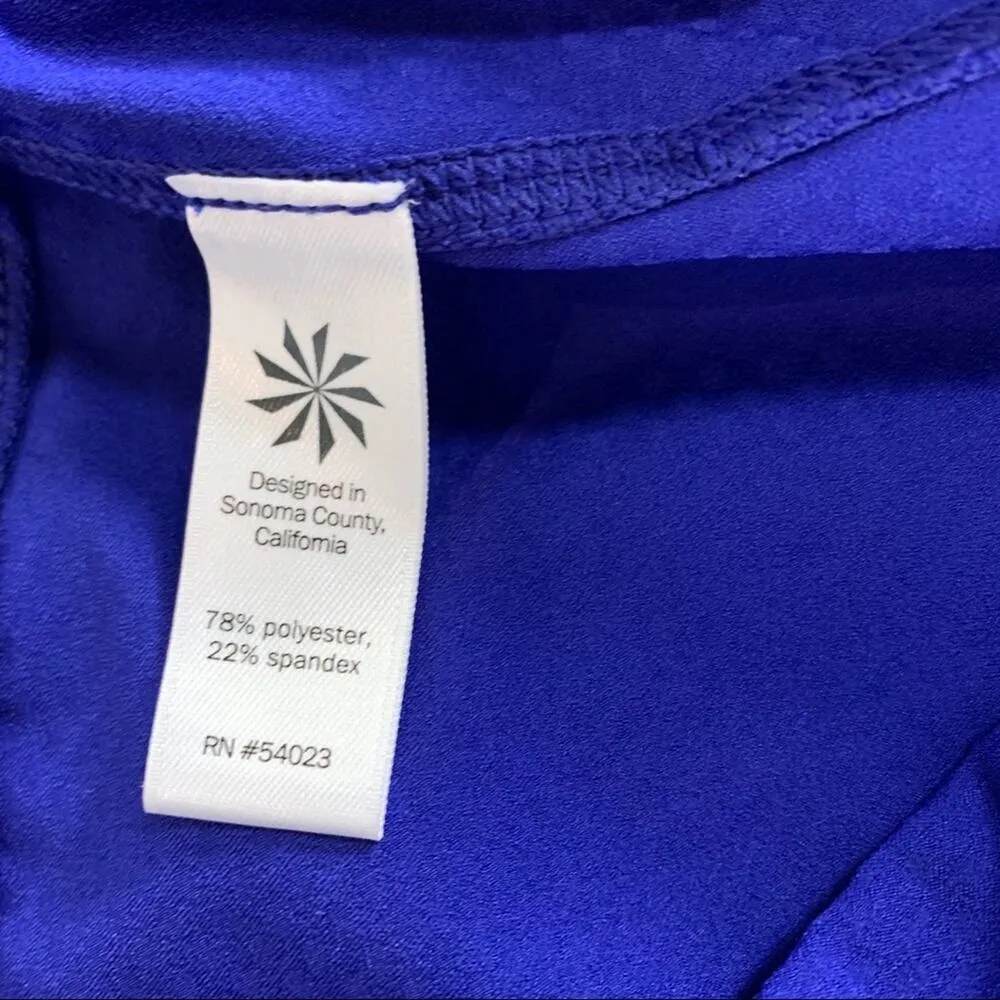 Designed in
Sonoma County,
California
78% polyester,
22% spandex
RN #54023